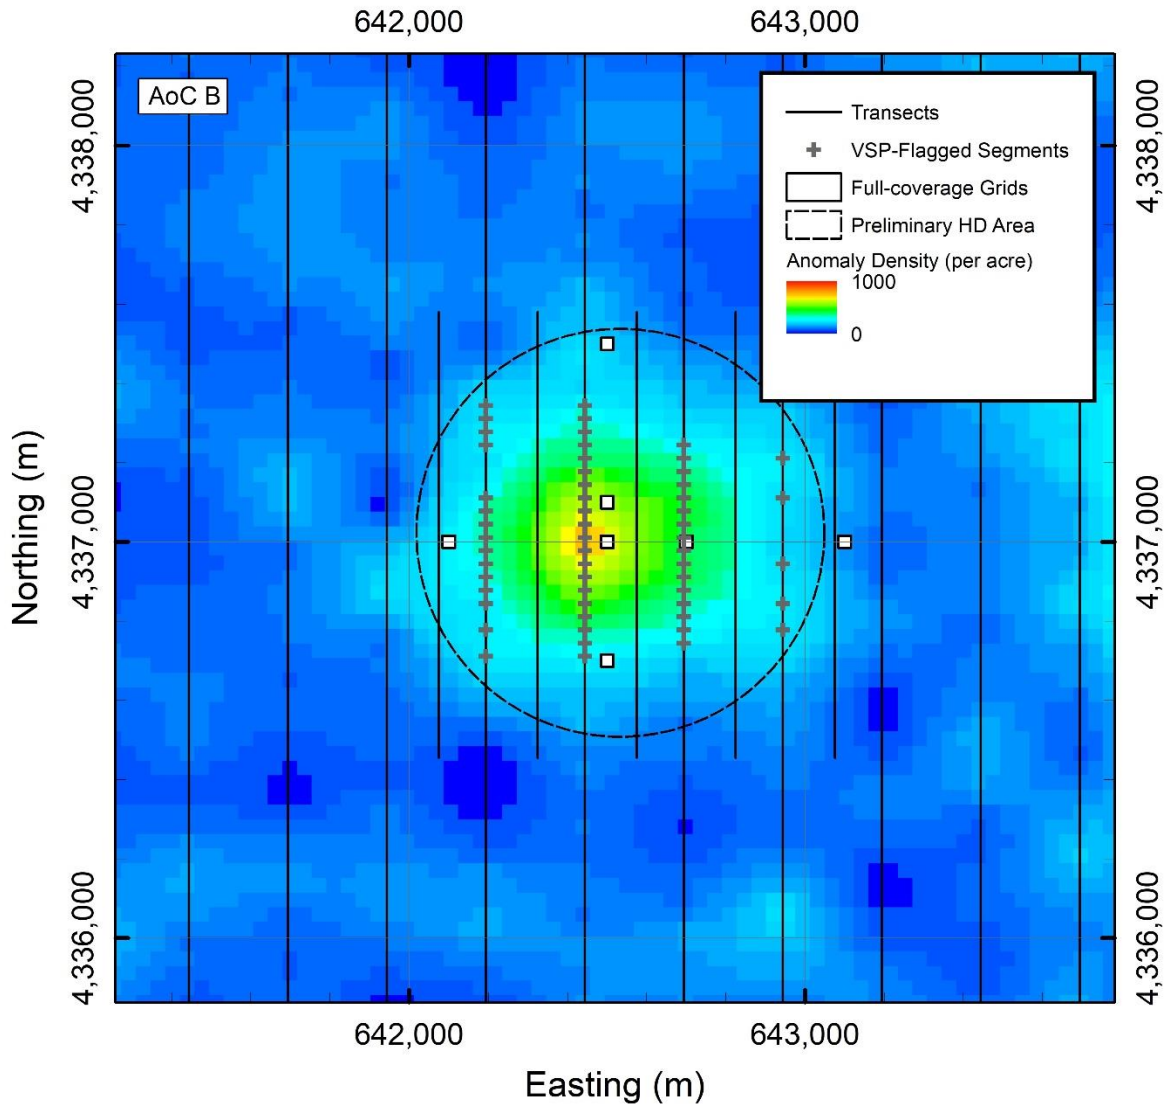 642,000 643,000
AoC B
Transects
VSP-Flagged Segments
Full-coverage Grids
Preliminary HD Area
Anomaly Density (per acre)
1000
0
4,338,000
4,337,000
4,336,000
Northing (m)
4,338,000
4,337,000
4,336,000
642,000 643,000
Easting (m)